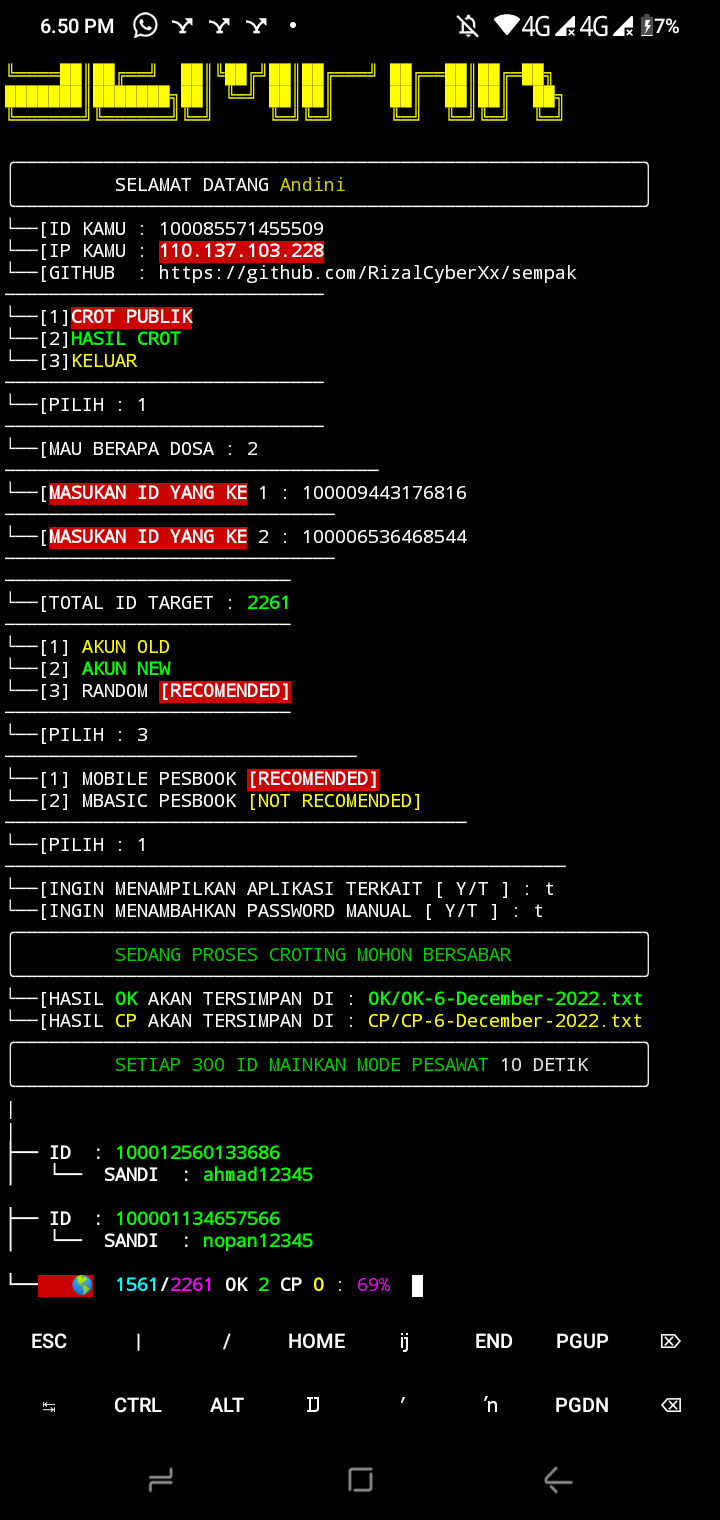 6.50 PM 4G 4G 7%
SELAMAT DATANG Andini
└──[ID KAMU : 100085571455509
└──[IP KAMU : 110.137.103.228
└──[GITHUB : https://github.com/RizalCyberXx/sempak
└──[1]CROT PUBLIK
└──[2]HASIL CROT
└──[3]KELUAR
└──[PILIH : 1
└──[MAU BERAPA DOSA : 2
└──[MASUKAN ID YANG KE 1 : 100009443176816
└──[MASUKAN ID YANG KE 2 : 100006536468544
└──[TOTAL ID TARGET : 2261
└──[1] AKUN OLD
└──[2] AKUN NEW
└──[3] RANDOM [RECOMENDED]
└──[PILIH : 3
└──[1] MOBILE PESBOOK [RECOMENDED]
└──[2] MBASIC PESBOOK [NOT RECOMENDED]
└──[PILIH : 1
└──[INGIN MENAMPILKAN APLIKASI TERKAIT [ Y/T ] : t
└──[INGIN MENAMBAHKAN PASSWORD MANUAL [ Y/T ] : t
SEDANG PROSES CROTING MOHON BERSABAR
└──[HASIL OK AKAN TERSIMPAN DI : OK/OK-6-December-2022.txt
└──[HASIL CP AKAN TERSIMPAN DI : CP/CP-6-December-2022.txt
SETIAP 300 ID MAINKAN MODE PESAWAT 10 DETIK
├── ID : 100012560133686
│ └── SANDI : ahmad12345
├── ID : 100001134657566
│ └── SANDI : nopan12345
└── 🌎 1561/2261 OK 2 CP 0 : 69%
ESC | / HOME ĳ END PGUP ⌦
↹ CTRL ALT Ĳ ′ ŉ PGDN ⌫